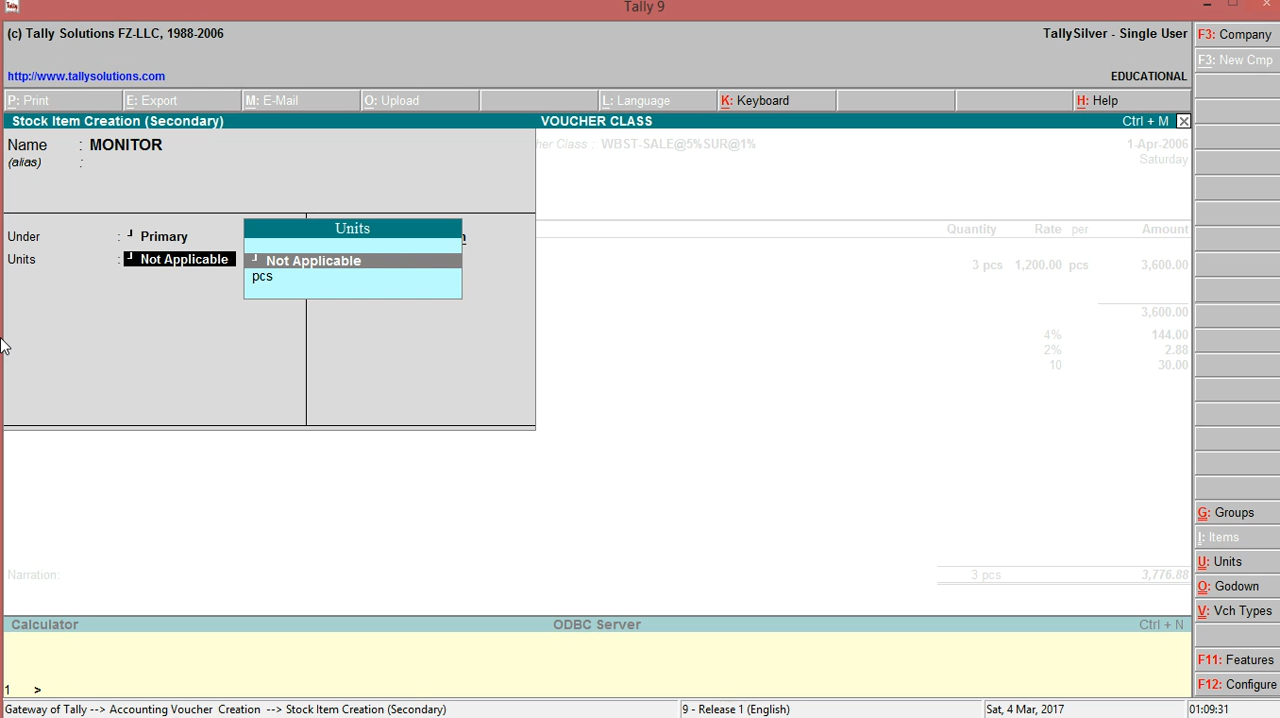 Tally 9
(c) Tally Solutions FZ-LLC, 1988-2006
TallySilver - Single User
http://www.tallysolutions.com
EDUCATIONAL
P: Print
E: Export
M: E-Mail
O: Upload
L: Language
K: Keyboard
H: Help
Stock Item Creation (Secondary)
VOUCHER CLASS
Ctrl + M
Name : MONITOR
(alias) :
her Class : WBST-SALE@5%SUR@1%
1-Apr-2006
Saturday
Under : Primary
Units : Not Applicable
Units
Not Applicable
pcs
Quantity Rate per Amount
3 pcs 1,200.00 pcs 3,600.00
3,600.00
4% 144.00
2% 2.88
10 30.00
Narration:
3 pcs 3,776.88
Calculator
ODBC Server
Ctrl + N
1 >
Gateway of Tally --> Accounting Voucher Creation --> Stock Item Creation (Secondary)
9 - Release 1 (English)
Sat, 4 Mar, 2017
01:09:31
F3: Company
F3: New Cmp
G: Groups
I: Items
U: Units
O: Godown
V: Vch Types
F11: Features
F12: Configure